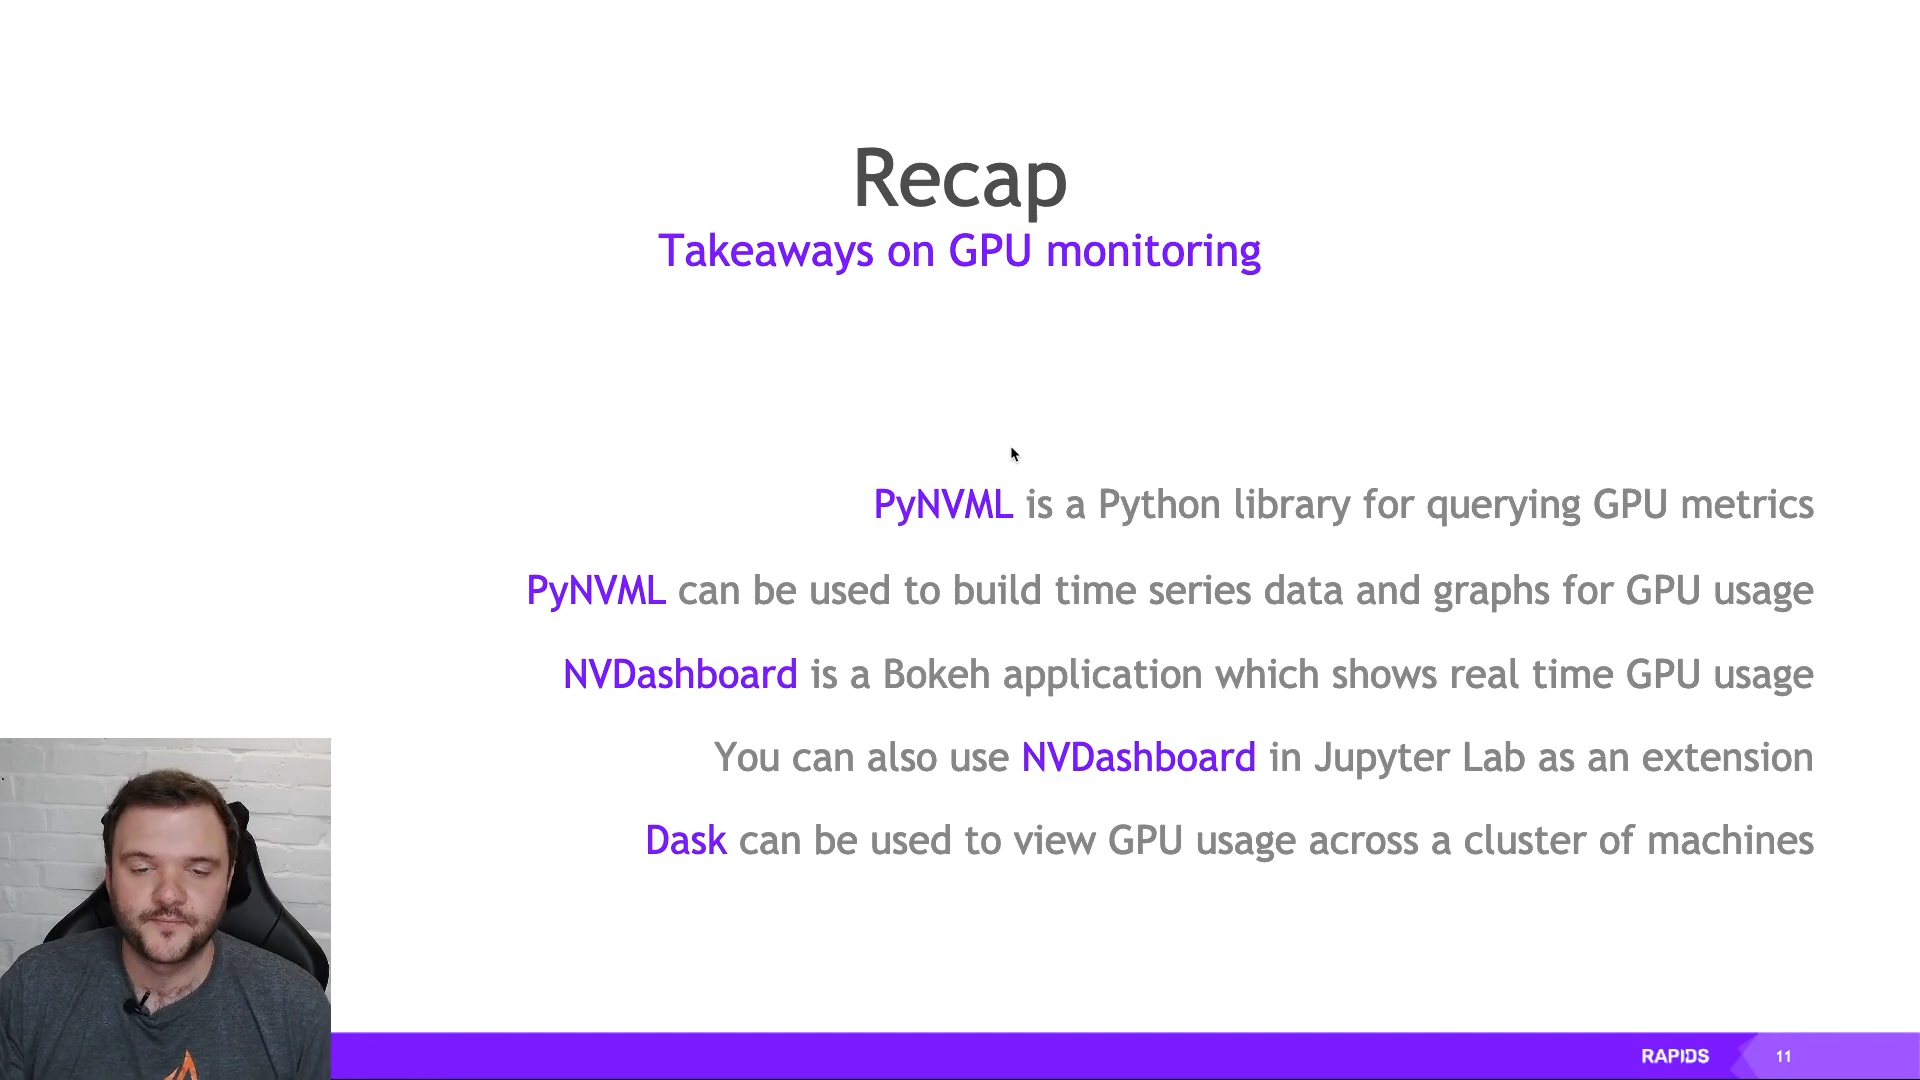 Recap
Takeaways on GPU monitoring
PyNVML is a Python library for querying GPU metrics
PyNVML can be used to build time series data and graphs for GPU usage
NVDashboard is a Bokeh application which shows real time GPU usage
You can also use NVDashboard in Jupyter Lab as an extension
Dask can be used to view GPU usage across a cluster of machines
RAPIDS
11